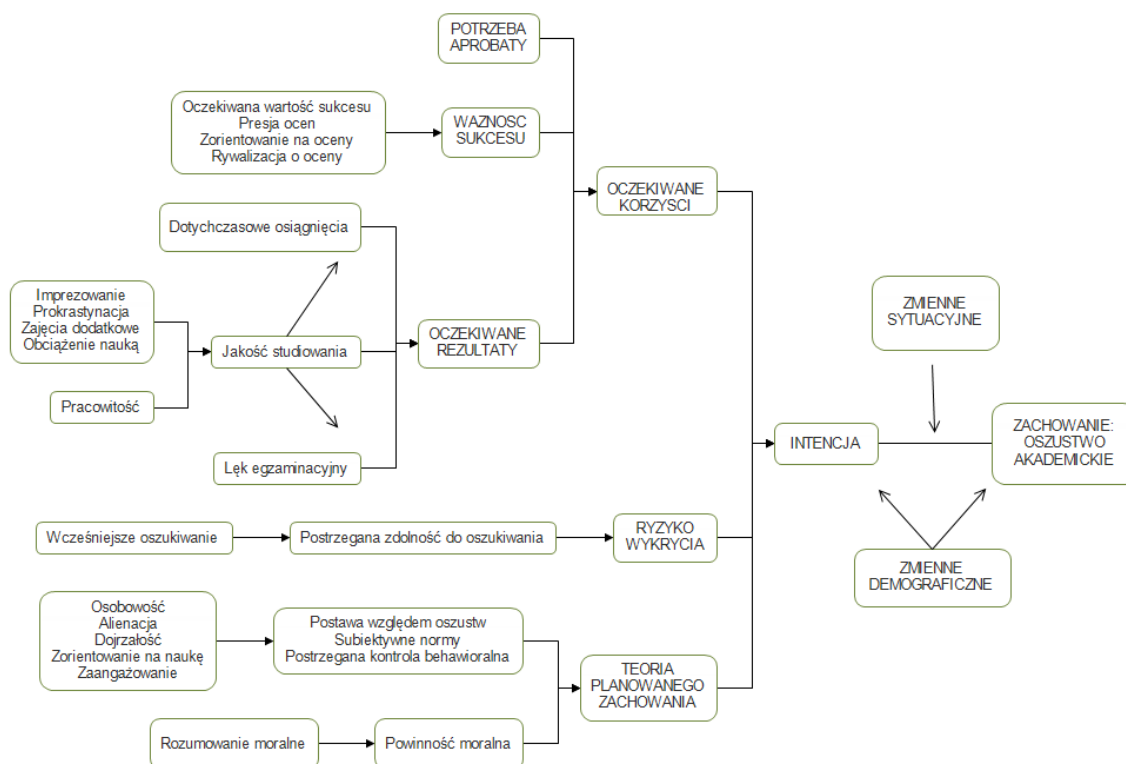 POTRZEBA
APROBATY
Oczekiwana wartość sukcesu
Presja ocen
Zorientowanie na oceny
Rywalizacja o oceny
WAZNOSC
SUKCESU
OCZEKIWANE
KORZYSCI
Dotychczasowe osiągnięcia
Imprezowanie
Prokrastynacja
Zajęcia dodatkowe
Obciążenie nauką
Jakość studiowania
OCZEKIWANE
REZULTATY
Pracowitość
Lęk egzaminacyjny
ZMIENNE
SYTUACYJNE
INTENCJA
ZACHOWANIE:
OSZUSTWO
AKADEMICKIE
Wcześniejsze oszukiwanie
Postrzegana zdolność do oszukiwania
RYZYKO
WYKRYCIA
ZMIENNE
DEMOGRAFICZNE
Osobowość
Alienacja
Dojrzałość
Zorientowanie na naukę
Zaangażowanie
Postawa względem oszustw
Subiektywne normy
Postrzegana kontrola behawioralna
TEORIA
PLANOWANEGO
ZACHOWANIA
Rozumowanie moralne
Powinność moralna